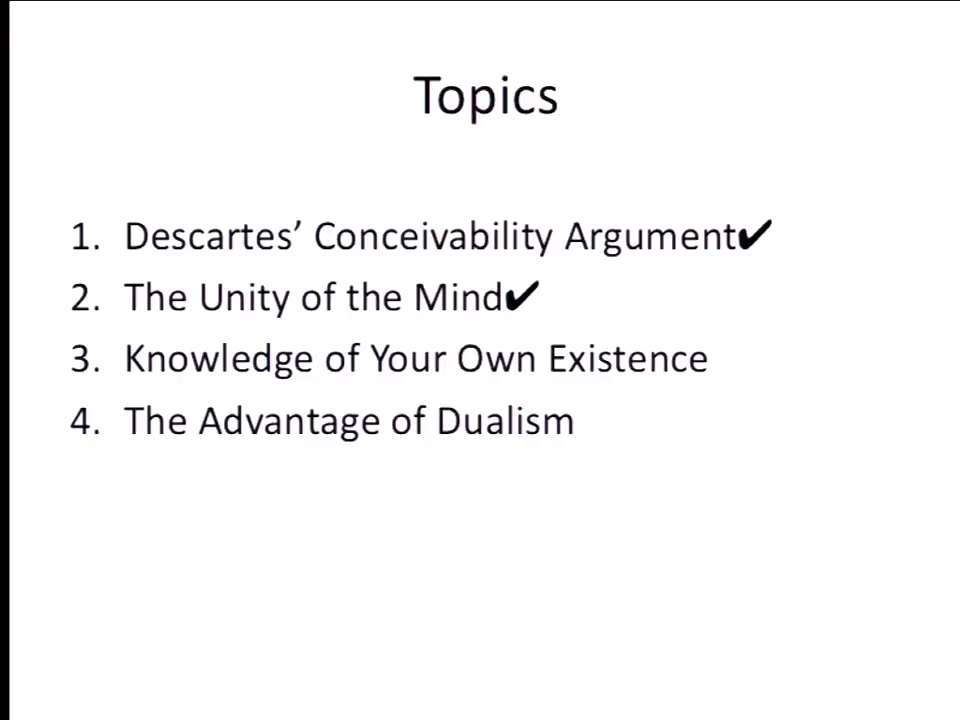 Topics
1. Descartes’ Conceivability Argument✔
2. The Unity of the Mind✔
3. Knowledge of Your Own Existence
4. The Advantage of Dualism